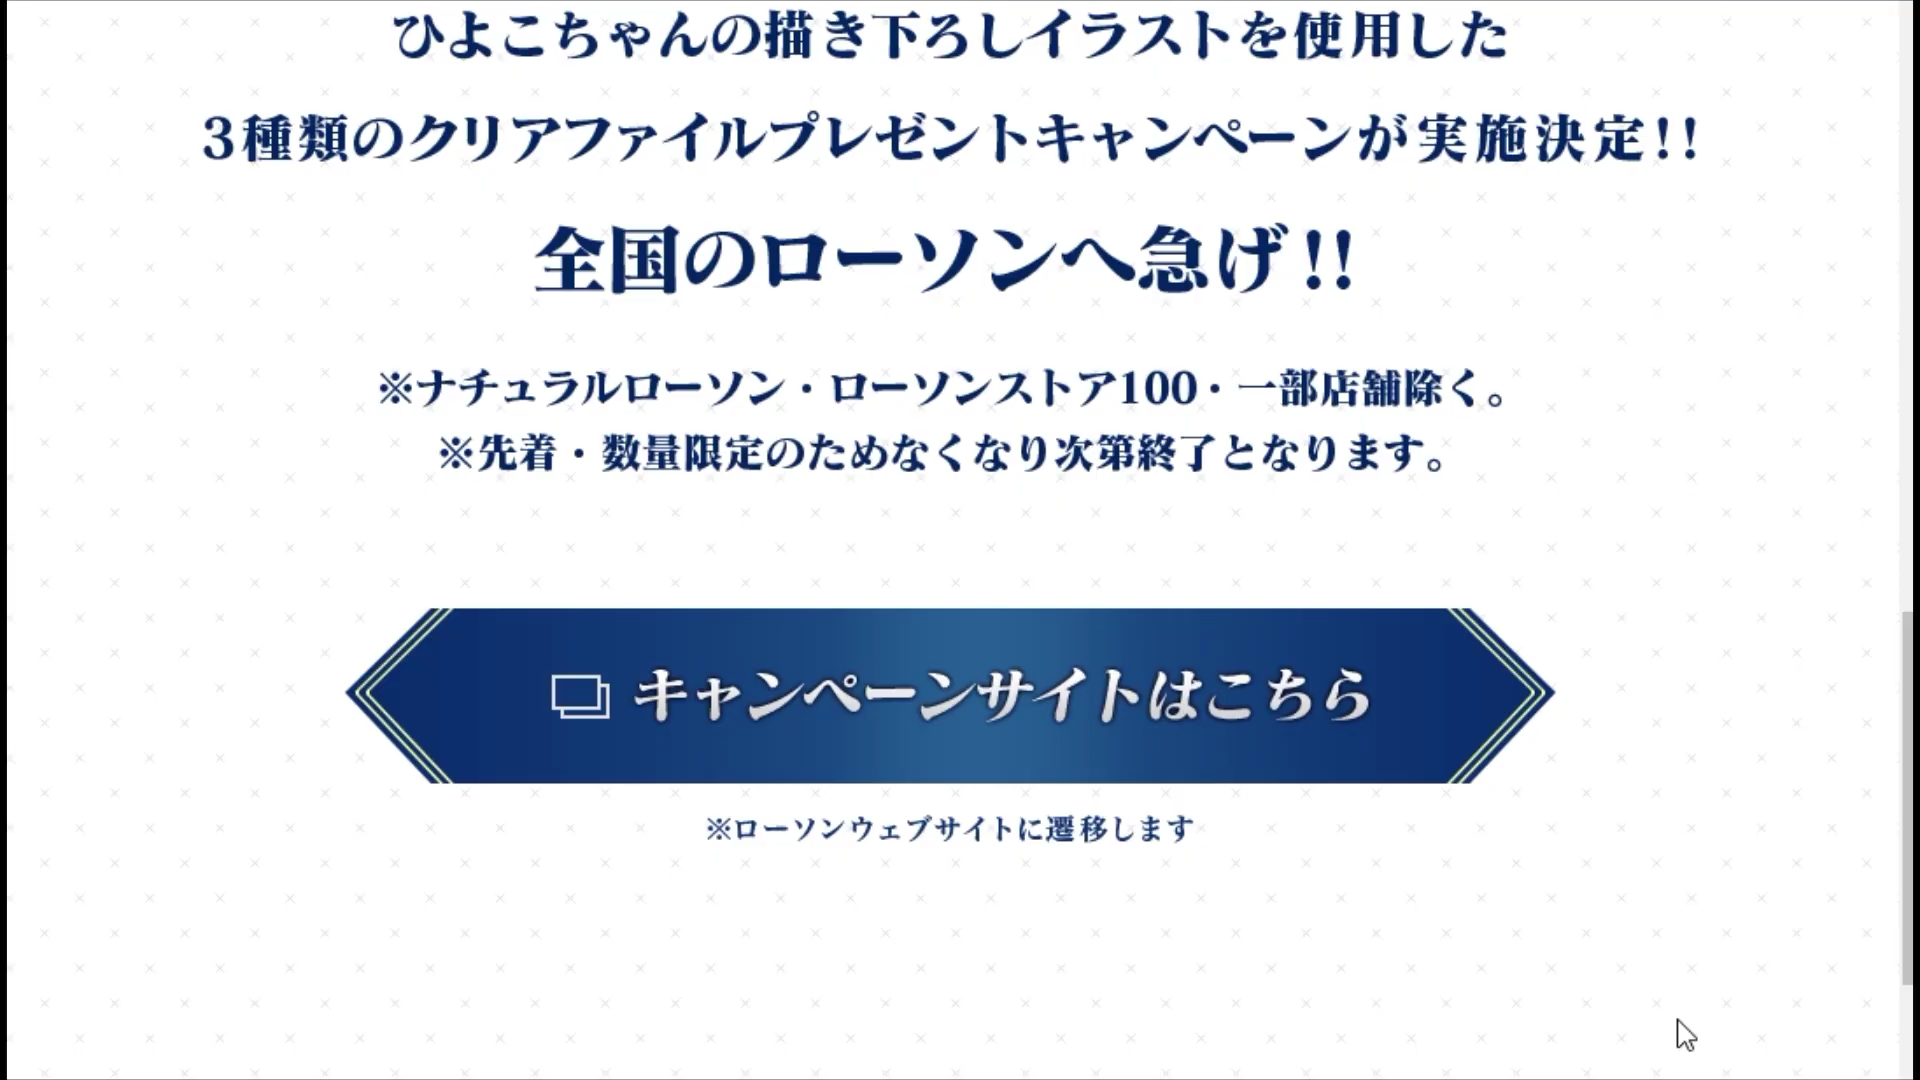 ひよこちゃんの描き下ろしイラストを使用した
3種類のクリアファイルプレゼントキャンペーンが実施決定!!
全国のローソンへ急げ!!
※ナチュラルローソン・ローソンストア100・一部店舗除く。
※先着・数量限定のためなくなり次第終了となります。
キャンペーンサイトはこちら
※ローソンウェブサイトに遷移します